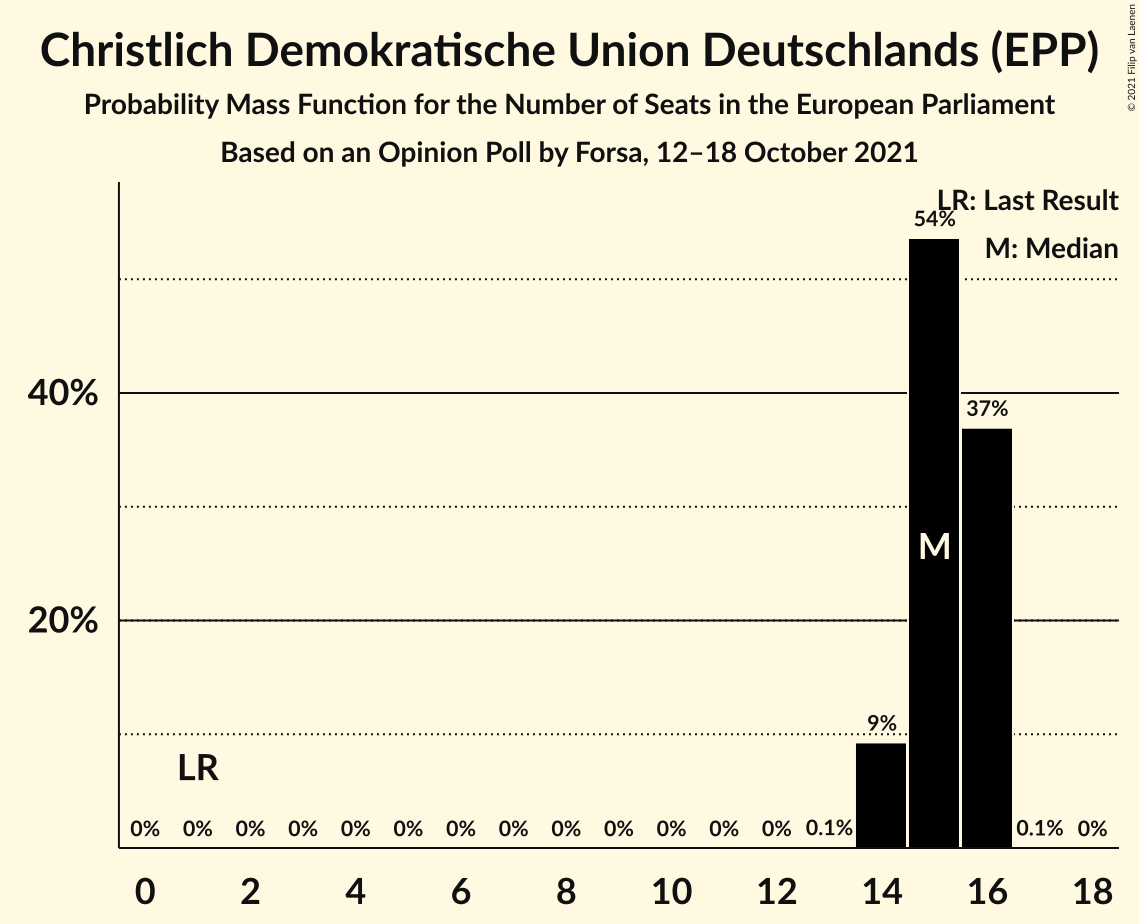 Christlich Demokratische Union Deutschlands (EPP)
Probability Mass Function for the Number of Seats in the European Parliament
Based on an Opinion Poll by Forsa, 12–18 October 2021
© 2021 Filip van Laenen
LR: Last Result
54%
M: Median
40%
37%
M
20%
9%
LR
0% 0% 0% 0% 0% 0% 0% 0% 0% 0% 0% 0% 0% 0.1% 0.1% 0%
0 2 4 6 8 10 12 14 16 18